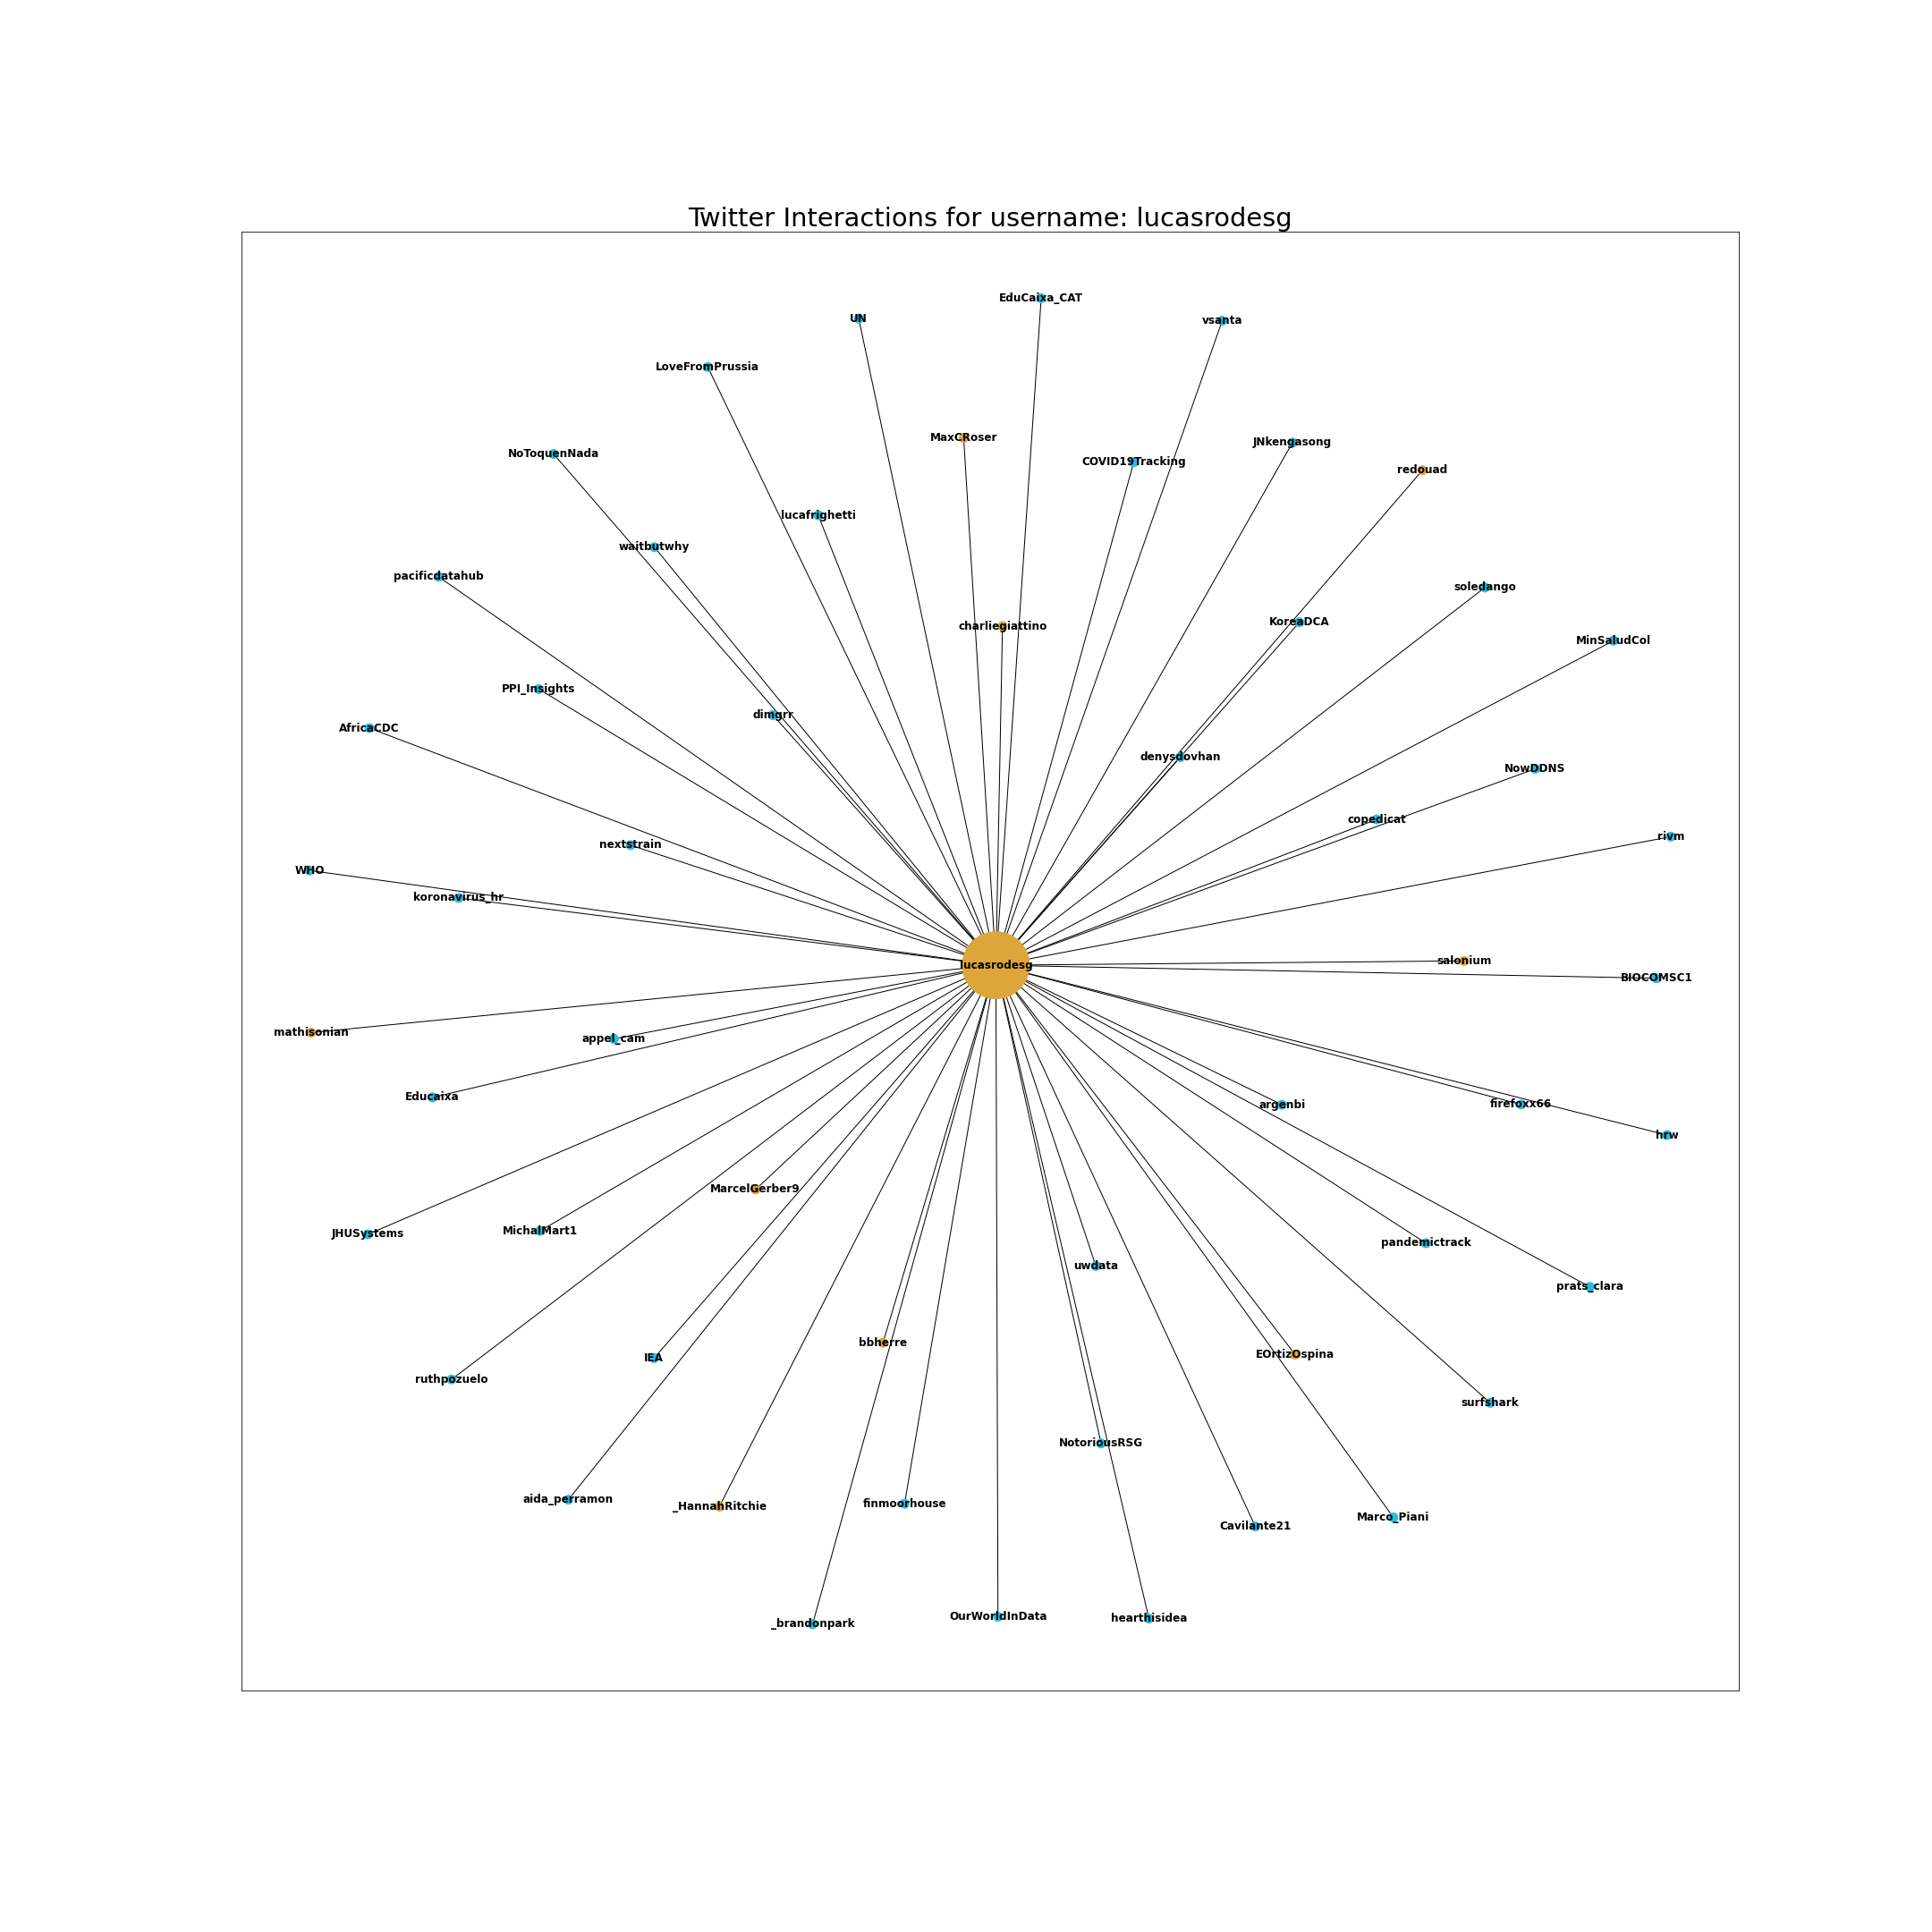 Twitter Interactions for username: lucasrodesg
EduCaixa_CAT
UN
vsanta
LoveFromPrussia
MaxCRoser
JNkengasong
NoToquenNada
COVID19Tracking
redouad
lucafrighetti
waitbutwhy
pacificdatahub
soledango
KoreaDCA
charliegiattino
MinSaludCol
PPI_Insights
dimgrr
AfricaCDC
denysdovhan
NowDDNS
copedicat
rivm
nextstrain
WHO
koronavirus_hr
salonium
lucasrodesg
BIOCOMSC1
mathisonian
appel_cam
Educaixa
argenbi
firefoxx66
hrw
MarcelGerber9
MichalMart1
JHUSystems
pandemictrack
uwdata
prats_clara
bbherre
EOrtizOspina
IEA
ruthpozuelo
surfshark
NotoriousRSG
aida_perramon
finmoorhouse
_HannahRitchie
Marco_Piani
Cavilante21
OurWorldInData
hearthisidea
_brandonpark